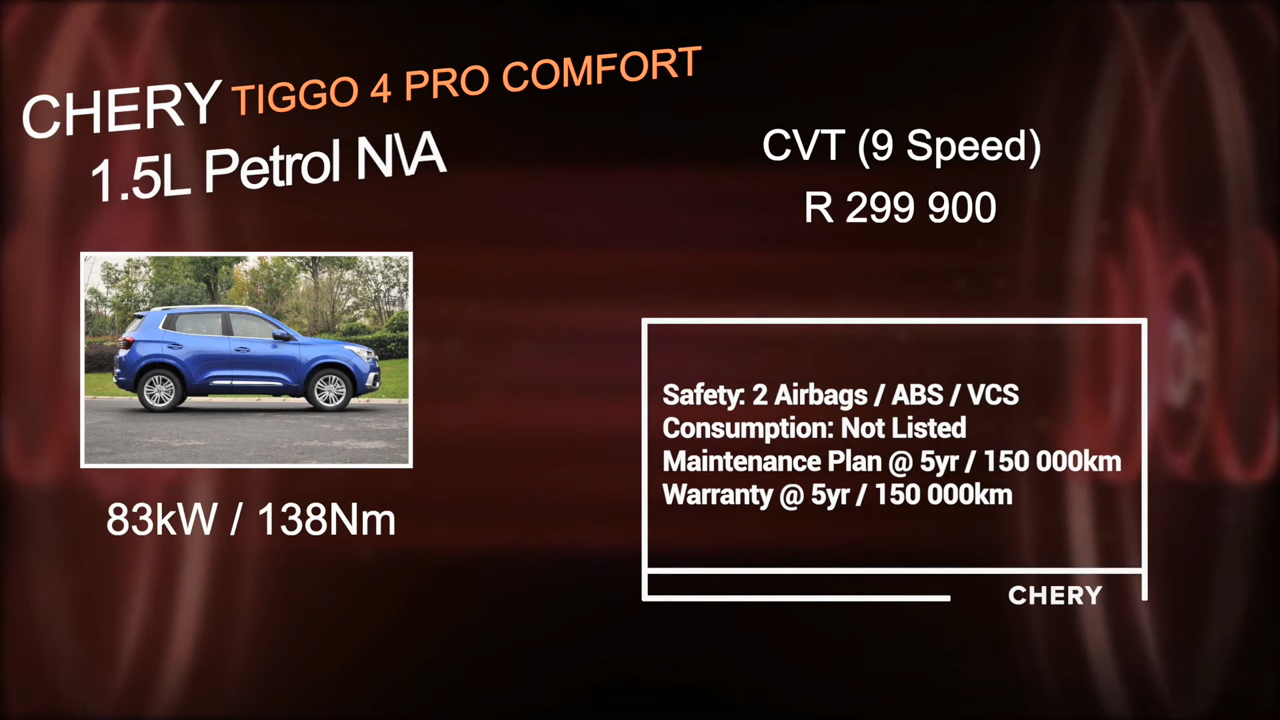 CHERY TIGGO 4 PRO COMFORT
1.5L Petrol N\A
CVT (9 Speed)
R 299 900
83kW / 138Nm
Safety: 2 Airbags / ABS / VCS
Consumption: Not Listed
Maintenance Plan @ 5yr / 150 000km
Warranty @ 5yr / 150 000km
CHERY